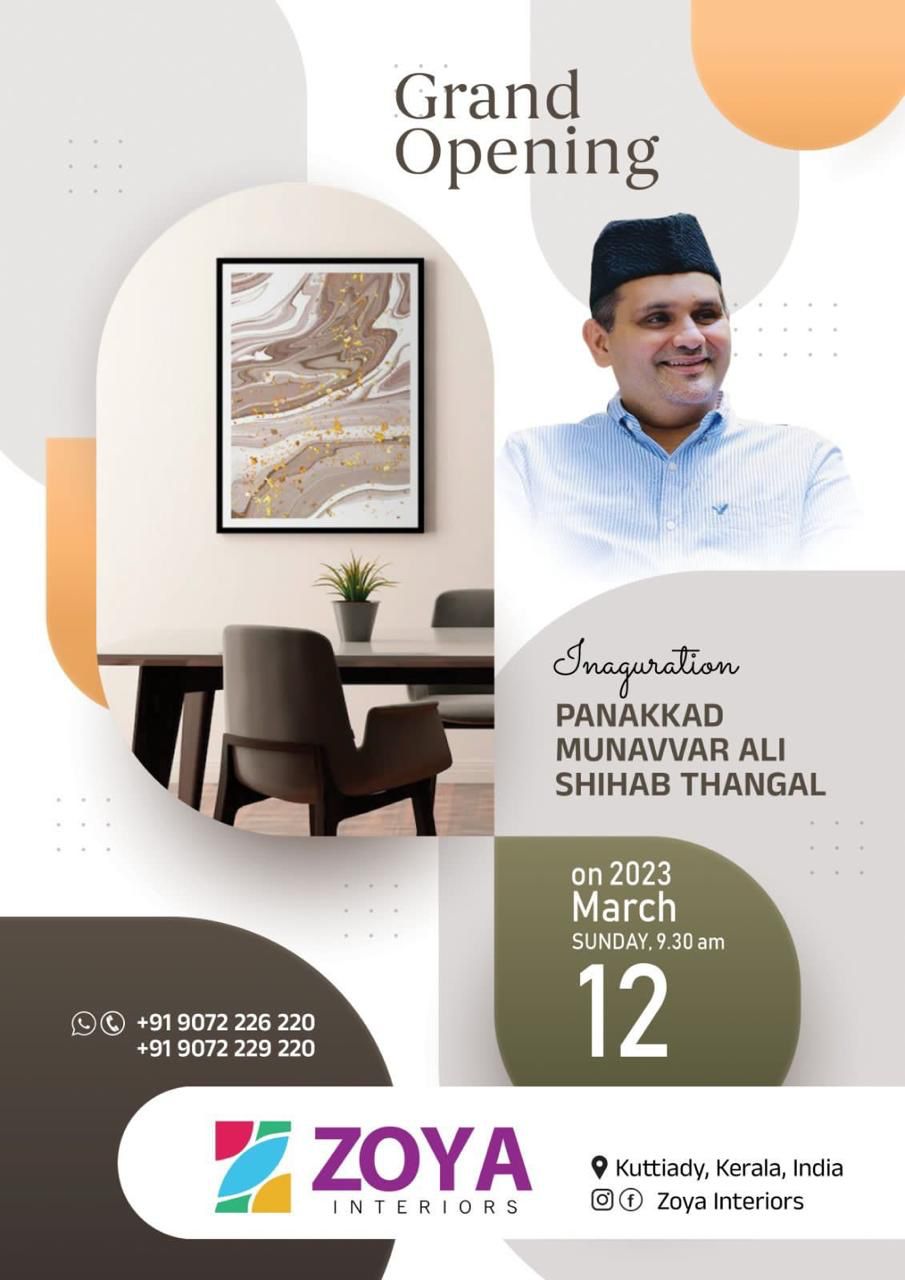 Grand
Opening
Inaguration
PANAKKAD
MUNAVVAR ALI
SHIHAB THANGAL
on 2023
March
SUNDAY, 9.30 am
12
+91 9072 226 220
+91 9072 229 220
ZOYA
INTERIORS
Kuttiady, Kerala, India
Zoya Interiors